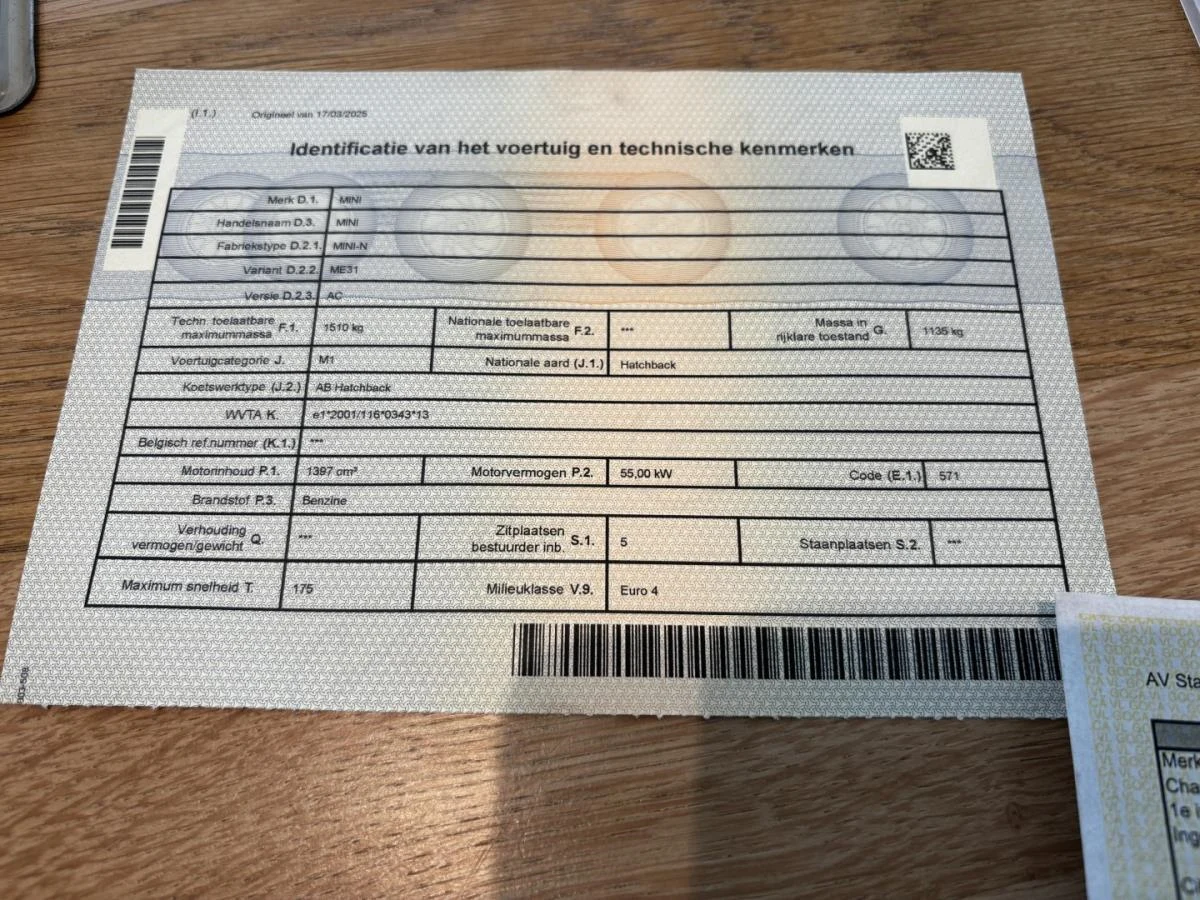 (I.1.) Origineel van 17/03/2025
Identificatie van het voertuig en technische kenmerken
Merk D.1. MINI
Handelsnaam D.3. MINI
Fabriekstype D.2.1. MINI-N
Variant D.2.2. ME31
Versie D.2.3. AC
Techn. toelaatbare maximummassa F.1. 1510 kg Nationale toelaatbare maximummassa F.2. *** Massa in rijklare toestand G. 1135 kg
Voertuigcategorie J. M1 Nationale aard (J.1.) Hatchback
Koetswerktype (J.2.) AB Hatchback
WVTA K. e1*2001/116*0343*13
Belgisch ref.nummer (K.1.) ***
Motorinhoud P.1. 1397 cm³ Motorvermogen P.2. 55,00 kW Code (E.1.) 571
Brandstof P.3. Benzine
Verhouding vermogen/gewicht Q. *** Zitplaatsen bestuurder inb. S.1. 5 Staanplaatsen S.2. ***
Maximum snelheid T. 175 Milieuklasse V.9. Euro 4
AV Sta
Merk
Cha
1e
Ing